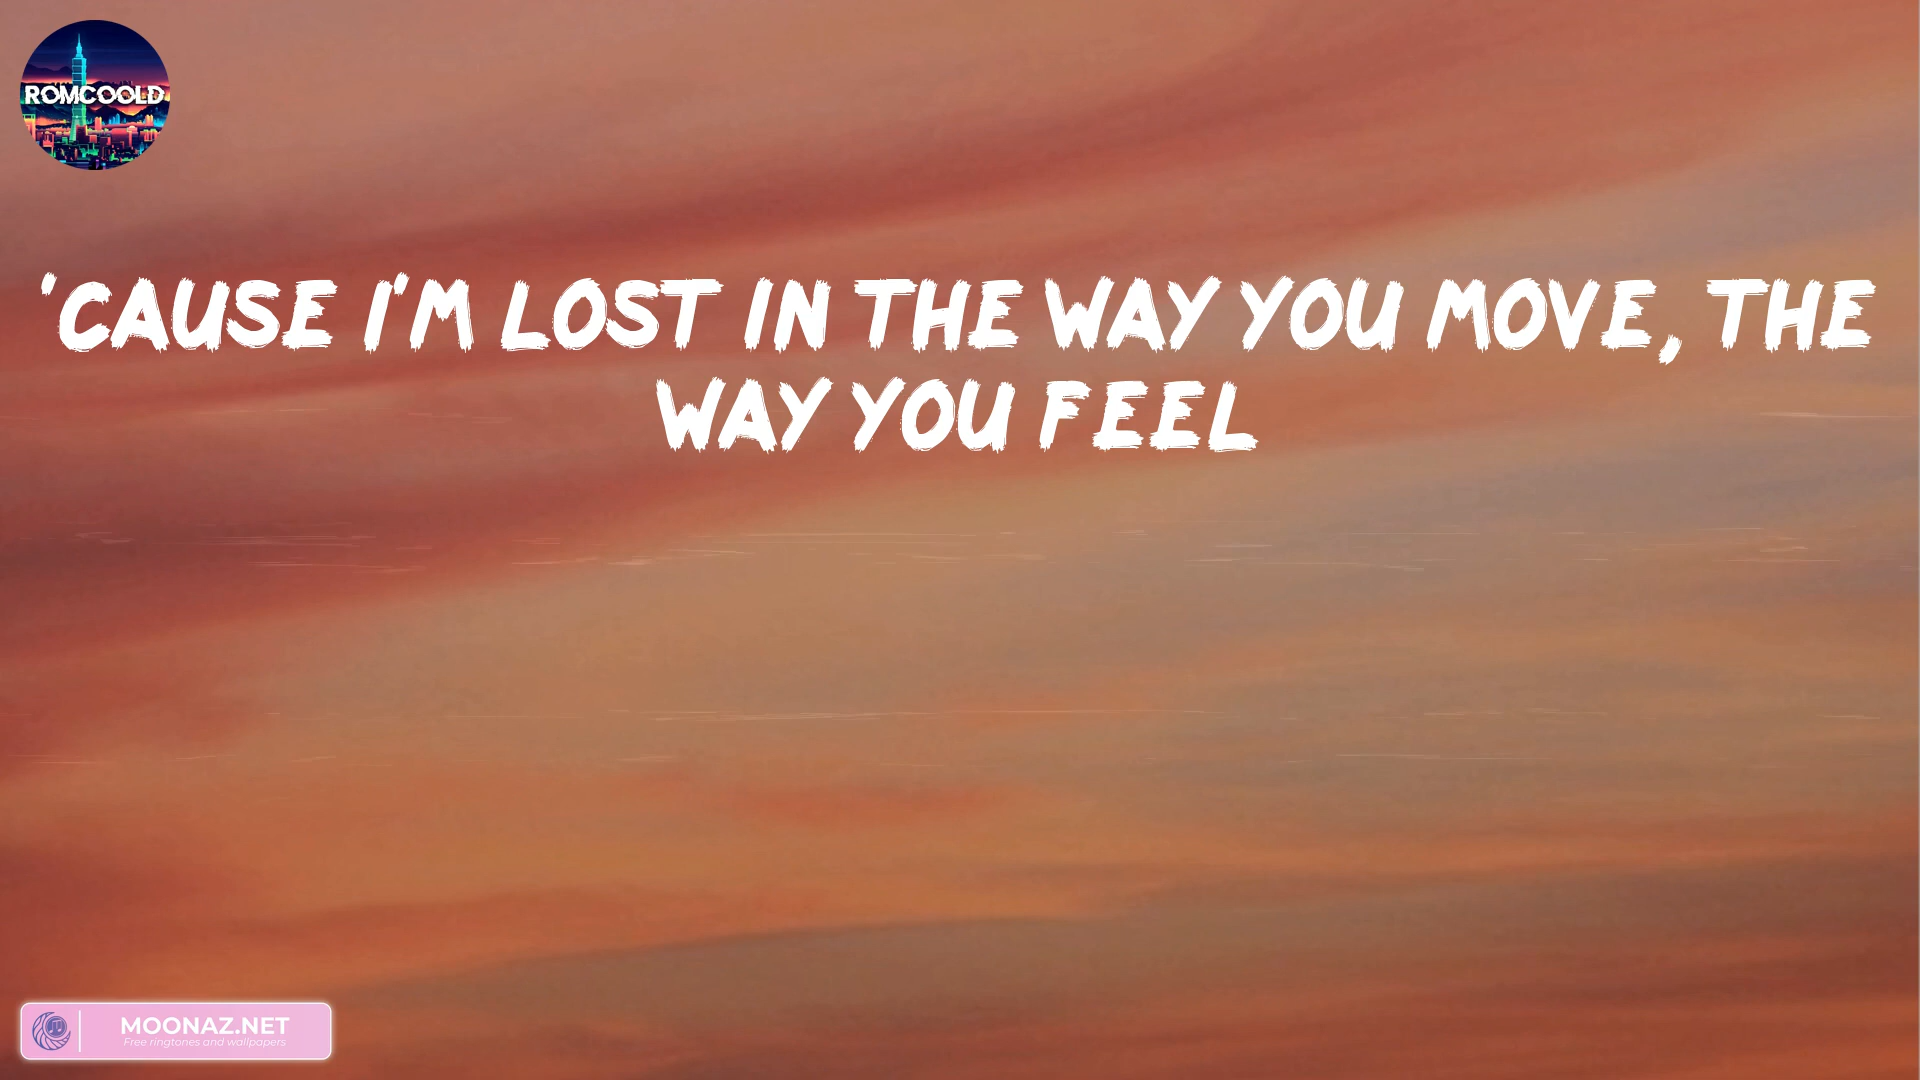 ROMCOOLD
'CAUSE I'M LOST IN THE WAY YOU MOVE, THE
WAY YOU FEEL
MOONAZ.NET
Free ringtones and wallpapers